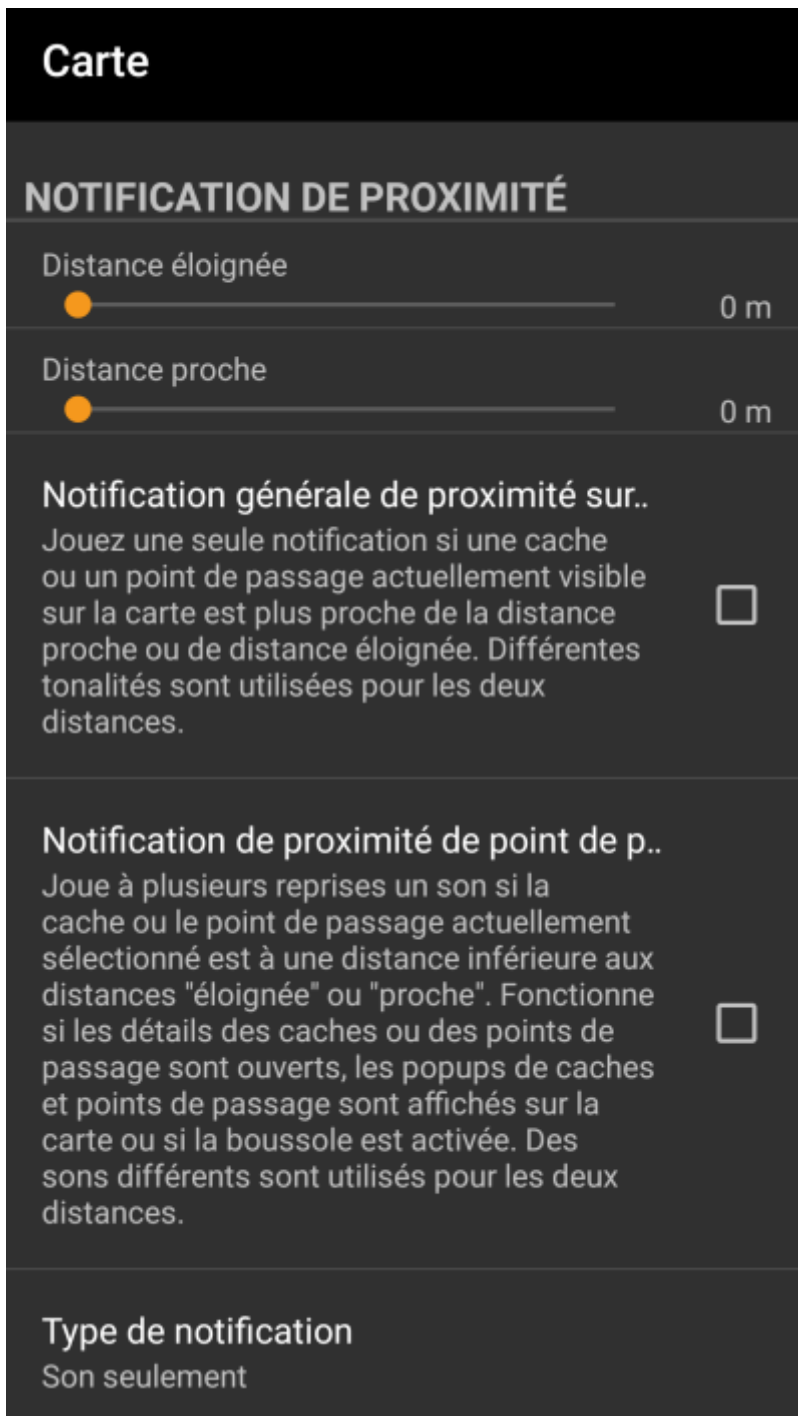 Carte
NOTIFICATION DE PROXIMITÉ
Distance éloignée
0 m
Distance proche
0 m
Notification générale de proximité sur..
Jouez une seule notification si une cache
ou un point de passage actuellement visible
sur la carte est plus proche de la distance
proche ou de distance éloignée. Différentes
tonalités sont utilisées pour les deux
distances.
Notification de proximité de point de p..
Joue à plusieurs reprises un son si la
cache ou le point de passage actuellement
sélectionné est à une distance inférieure aux
distances "éloignée" ou "proche". Fonctionne
si les détails des caches ou des points de
passage sont ouverts, les popups de caches
et points de passage sont affichés sur la
carte ou si la boussole est activée. Des
sons différents sont utilisés pour les deux
distances.
Type de notification
Son seulement